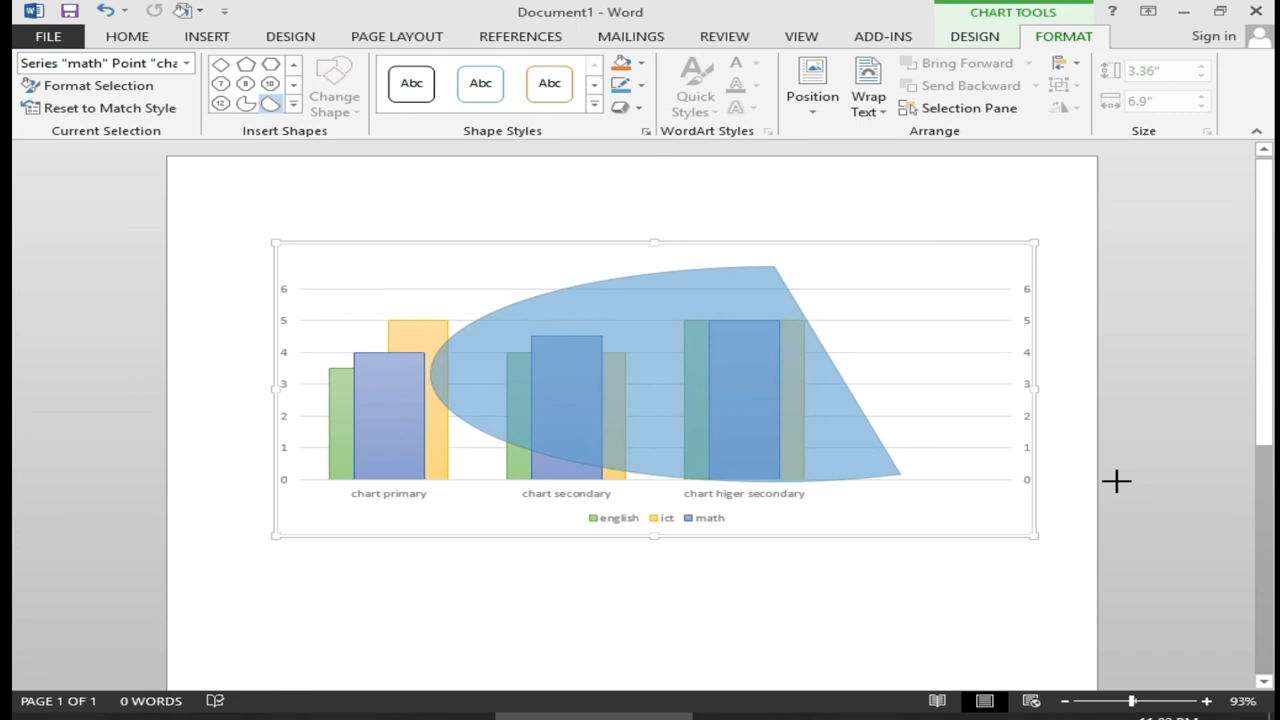 Document1 - Word
CHART TOOLS
?
FILE HOME INSERT DESIGN PAGE LAYOUT REFERENCES MAILINGS REVIEW VIEW ADD-INS DESIGN FORMAT Sign in
Series "math" Point "cha
Format Selection
Reset to Match Style
Current Selection
7 8 10
12
Change
Shape
Insert Shapes
Abc Abc Abc
Shape Styles
Quick
Styles
WordArt Styles
Position
Wrap
Text
Bring Forward
Send Backward
Selection Pane
Arrange
3.36"
6.9"
Size
6 6
5 5
4 4
3 3
2 2
1 1
0 0
chart primary chart secondary chart higer secondary
english ict math
PAGE 1 OF 1 0 WORDS 93%